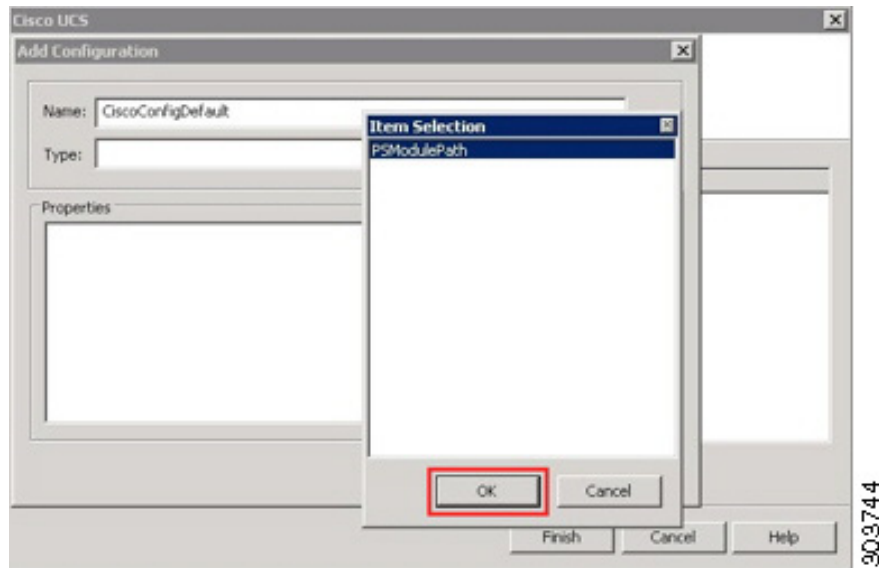 Cisco UCS
Add Configuration
Name: CiscoConfigDefault
Type:
Properties
Item Selection
PSModulePath
OK Cancel
Finish Cancel Help
303744